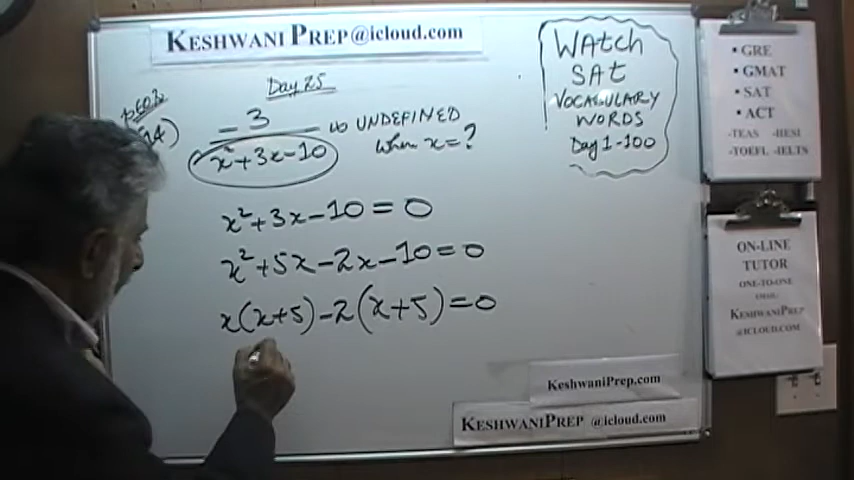 KESHWANI PREP@icloud.com
Day 25
- 3
x² + 3x - 10
is UNDEFINED
when x = ?
x² + 3x - 10 = 0
x² + 5x - 2x - 10 = 0
x(x+5) - 2(x+5) = 0
WAtch
SAt
VOCABULARY
WORDS
Day 1-100
• GRE
• GMAT
• SAT
• ACT
-TEAS -HESI
-TOEFL -IELTS
ON-LINE
TUTOR
ONE-TO-ONE
EMAIL:
KESHWANIPREP
@ICLOUD.COM
KeshwaniPrep.com
KESHWANIPREP @icloud.com